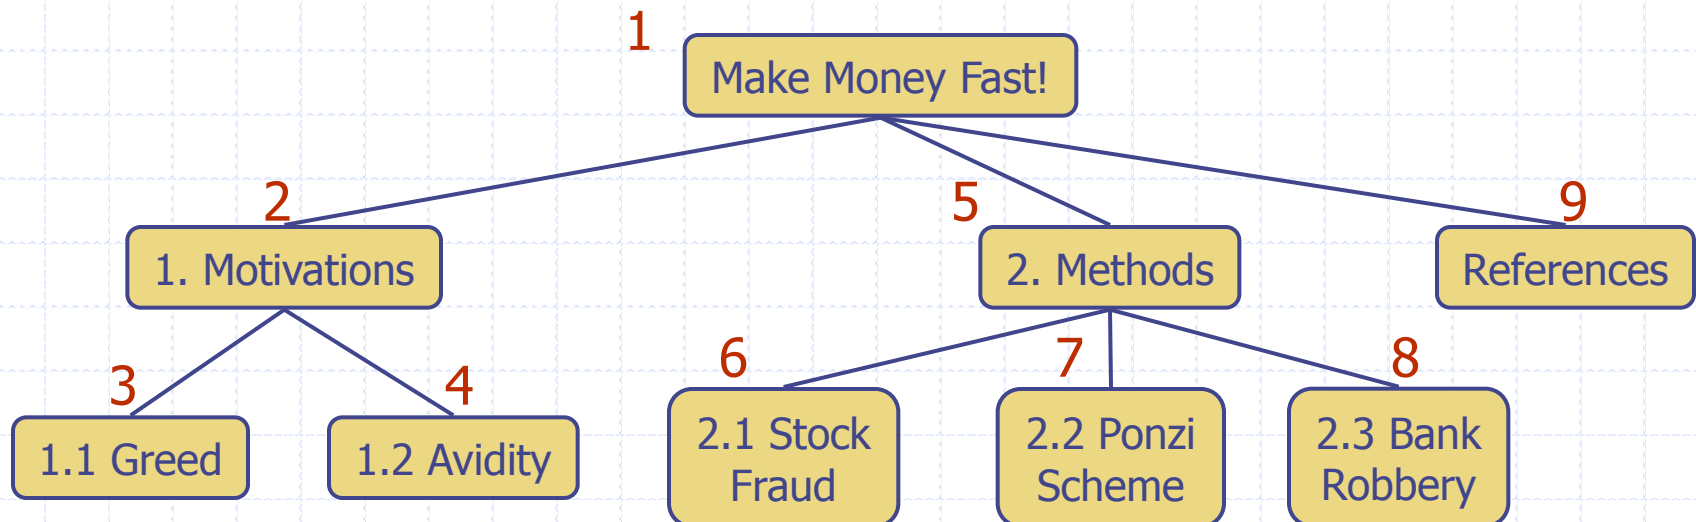 1
Make Money Fast!
2
5
9
1. Motivations
2. Methods
References
3
4
6
7
8
1.1 Greed
1.2 Avidity
2.1 Stock
Fraud
2.2 Ponzi
Scheme
2.3 Bank
Robbery